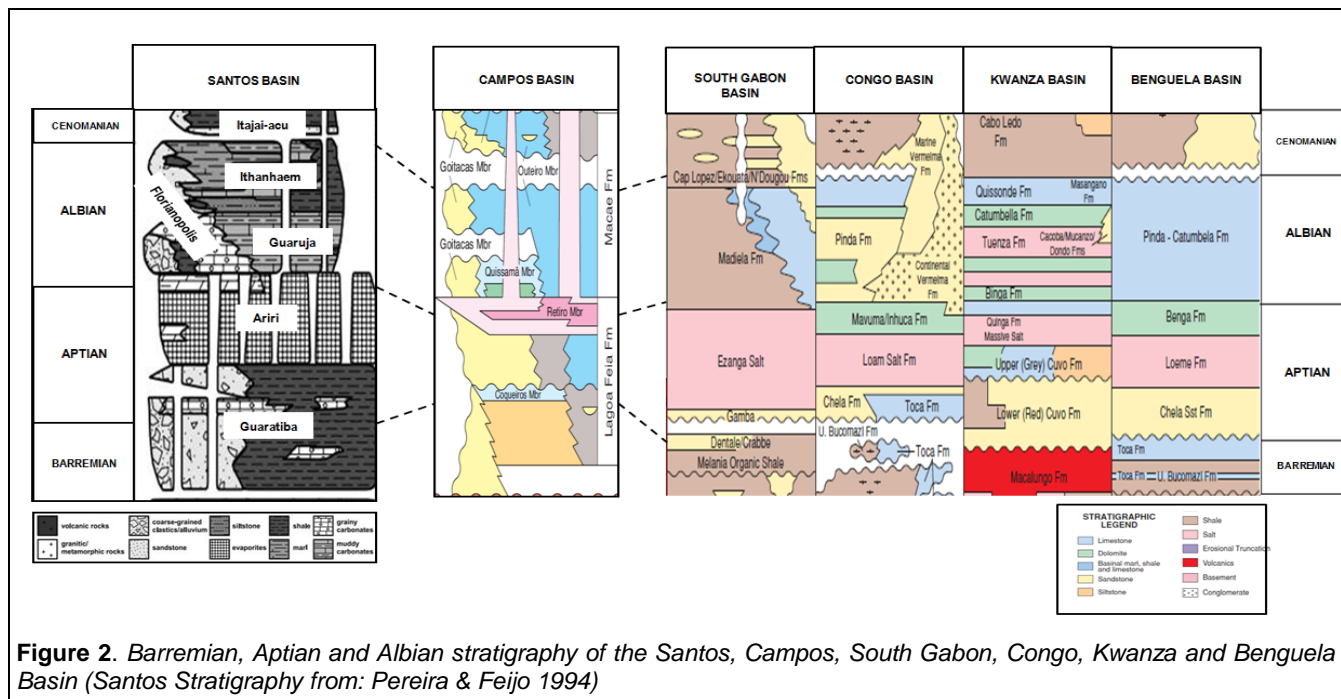 SANTOS BASIN
CAMPOS BASIN
SOUTH GABON
BASIN
CONGO BASIN
KWANZA BASIN
BENGUELA BASIN
CENOMANIAN
ALBIAN
APTIAN
BARREMIAN
Itajai-acu
Ithanhaem
Florianopolis
Guaruja
Ariri
Guaratiba
Goitacas Mbr
Outeiro Mbr
Goitacas Mbr
Quissamã Mbr
Retiro Mbr
Coqueiros Mbr
Macae Fm
Lagoa Feia Fm
Cap Lopez/Ekouata/N'Dougou Fms
Madiela Fm
Ezanga Salt
Gamba
Dentale/Crabbe
Melania Organic Shale
Marine
Vermelma
Fm
Pinda Fm
Continental
Vermelma
Fm
Mavuma/Inhuca Fm
Loam Salt Fm
Chela Fm
Toca Fm
U. Bucomazi Fm
Toca Fm
Cabo Ledo
Fm
Quissonde Fm
Masangano
Fm
Catumbella Fm
Tuenza Fm
Cacoba/Mucanzo/
Dondo Fms
Binga Fm
Quinga Fm
Massive Salt
Upper (Grey) Cuvo Fm
Lower (Red) Cuvo Fm
Macalungo Fm
Pinda - Catumbela Fm
Benga Fm
Loeme Fm
Chela Sst Fm
Toca Fm
Toca Fm
U. Bucomazi Fm
CENOMANIAN
ALBIAN
APTIAN
BARREMIAN
volcanic rocks
coarse-grained
clastics/alluvium
siltstone
shale
grainy
carbonates
granitic/
metamorphic rocks
sandstone
evaporites
marl
muddy
carbonates
STRATIGRAPHIC
LEGEND
Limestone
Dolomite
Basinal marl, shale
and limestone
Sandstone
Siltstone
Shale
Salt
Erosional Truncation
Volcanics
Basement
Conglomerate
Figure 2. Barremian, Aptian and Albian stratigraphy of the Santos, Campos, South Gabon, Congo, Kwanza and Benguela
Basin (Santos Stratigraphy from: Pereira & Feijo 1994)